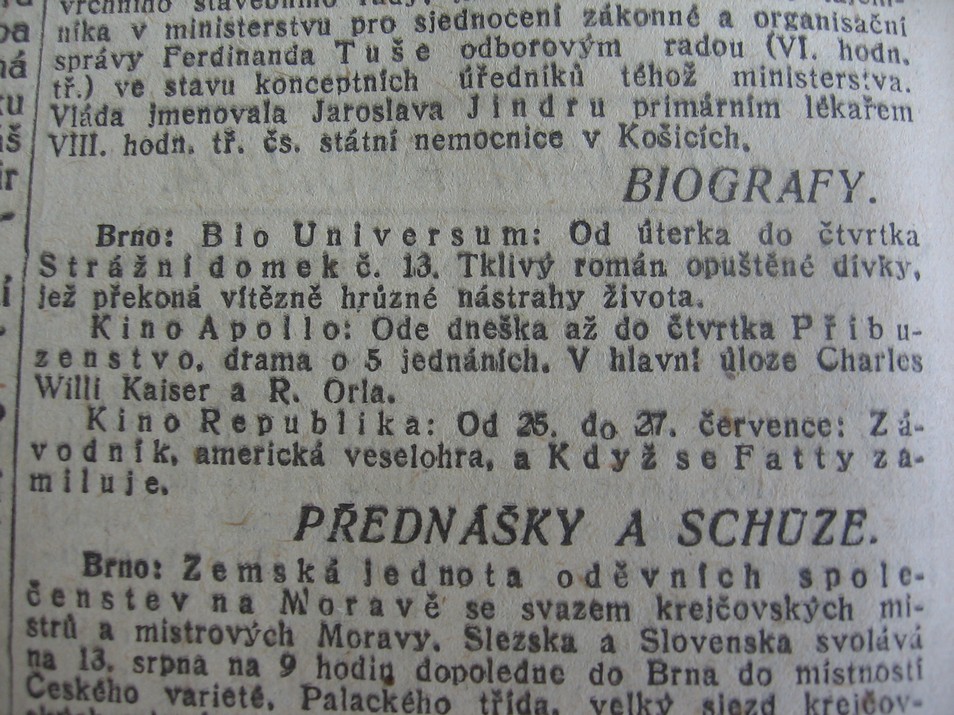 vrchního stavebního rady,
níka v ministerstvu pro sjednocení zákonné a organisační
správy Ferdinanda Tuše odborovým radou (VI. hodn.
tř.) ve stavu konceptních úředníků téhož ministerstva.
Vláda jmenovala Jaroslava Jindru primárním lékařem
VIII. hodn. tř. čs. státní nemocnice v Košicích.
BIOGRAFY.
Brno: Bio Universum: Od úterka do čtvrtka
Strážní domek č. 13. Tklivý román opuštěné dívky,
jež překoná vítězně hrůzné nástrahy života.
Kino Apollo: Ode dneška až do čtvrtka Příbu-
zenstvo, drama o 5 jednáních. V hlavní úloze Charles
Willi Kaiser a R. Orla.
Kino Republika: Od 25. do 27. července: Zá-
vodník, americká veselohra, a Když se Fatty za-
miluje.
PŘEDNÁŠKY A SCHŮZE.
Brno: Zemská jednota oděvních spole-
čenstev na Moravě se svazem krejčovských mi-
strů a mistrových Moravy, Slezska a Slovenska svolává
na 13. srpna na 9 hodin dopoledne do Brna do místností
Českého varieté, Palackého třída, velký sjezd krejčov-